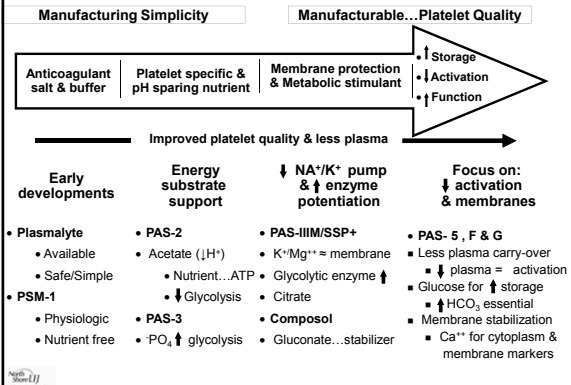 Manufacturing Simplicity
Manufacturable…Platelet Quality
Anticoagulant
salt & buffer
Platelet specific &
pH sparing nutrient
Membrane protection
& Metabolic stimulant
• ↑ Storage
• ↓ Activation
• ↑ Function
Improved platelet quality & less plasma
Early
developments
• Plasmalyte
• Available
• Safe/Simple
• PSM-1
• Physiologic
• Nutrient free
Energy
substrate
support
• PAS-2
• Acetate (↓H⁺)
• Nutrient…ATP
• ↓ Glycolysis
• PAS-3
• ⁻PO₄ ↑ glycolysis
↓ NA⁺/K⁺ pump
& ↑ enzyme
potentiation
• PAS-IIIM/SSP+
• K⁺/Mg⁺⁺ ≈ membrane
• Glycolytic enzyme ↑
• Citrate
• Composol
• Gluconate…stabilizer
Focus on:
↓ activation
& membranes
• PAS- 5 , F & G
▪ Less plasma carry-over
▪ ↓ plasma = activation
▪ Glucose for ↑ storage
▪ ↑ HCO₃ essential
▪ Membrane stabilization
▪ Ca⁺⁺ for cytoplasm &
membrane markers
North
Shore LIJ